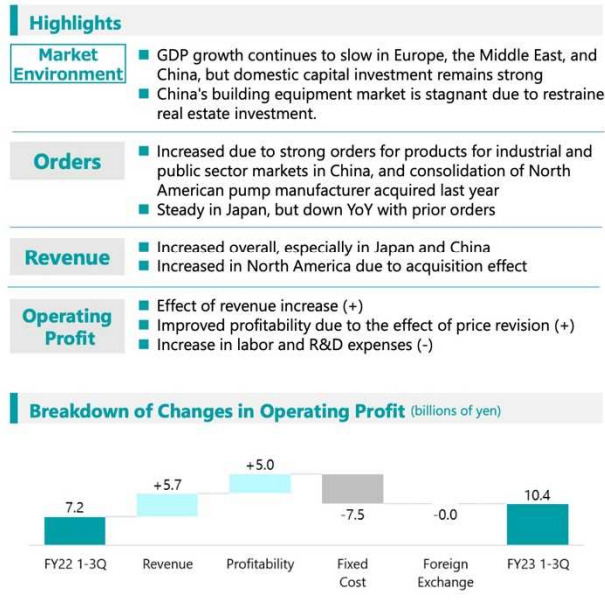 Highlights
Market
Environment
■ GDP growth continues to slow in Europe, the Middle East, and
China, but domestic capital investment remains strong
■ China's building equipment market is stagnant due to restraine
real estate investment.
Orders
■ Increased due to strong orders for products for industrial and
public sector markets in China, and consolidation of North
American pump manufacturer acquired last year
■ Steady in Japan, but down YoY with prior orders
Revenue
■ Increased overall, especially in Japan and China
■ Increased in North America due to acquisition effect
Operating
Profit
■ Effect of revenue increase (+)
■ Improved profitability due to the effect of price revision (+)
■ Increase in labor and R&D expenses (-)
Breakdown of Changes in Operating Profit (billions of yen)
7.2
+5.7
+5.0
-7.5
-0.0
10.4
FY22 1-3Q
Revenue
Profitability
Fixed
Cost
Foreign
Exchange
FY23 1-3Q